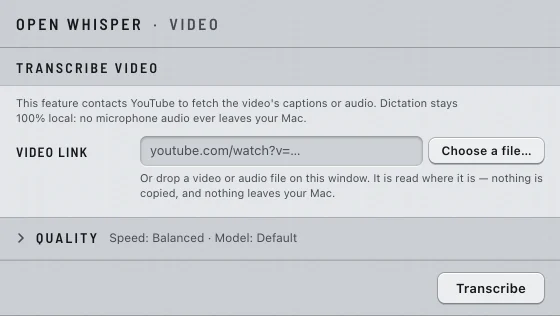 OPEN WHISPER · VIDEO
TRANSCRIBE VIDEO
This feature contacts YouTube to fetch the video's captions or audio. Dictation stays
100% local: no microphone audio ever leaves your Mac.
VIDEO LINK
youtube.com/watch?v=...
Choose a file...
Or drop a video or audio file on this window. It is read where it is — nothing is
copied, and nothing leaves your Mac.
QUALITY Speed: Balanced · Model: Default
Transcribe